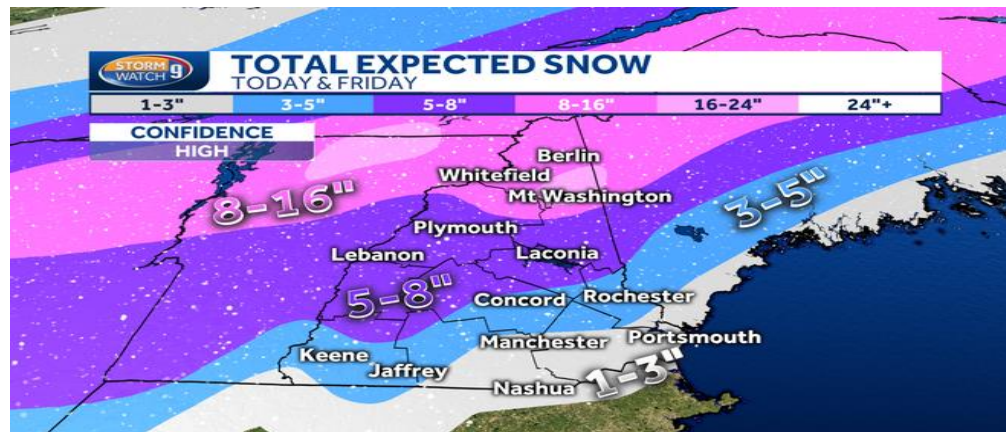 STORM
WATCH 9
TOTAL EXPECTED SNOW
TODAY & FRIDAY
1-3" 3-5" 5-8" 8-16" 16-24" 24"+
CONFIDENCE
HIGH
Berlin
Whitefield
8-16"
Mt Washington
3-5"
Plymouth
Lebanon
Laconia
5-8"
Concord
Rochester
Keene
Manchester
Portsmouth
Jaffrey
Nashua
1-3"